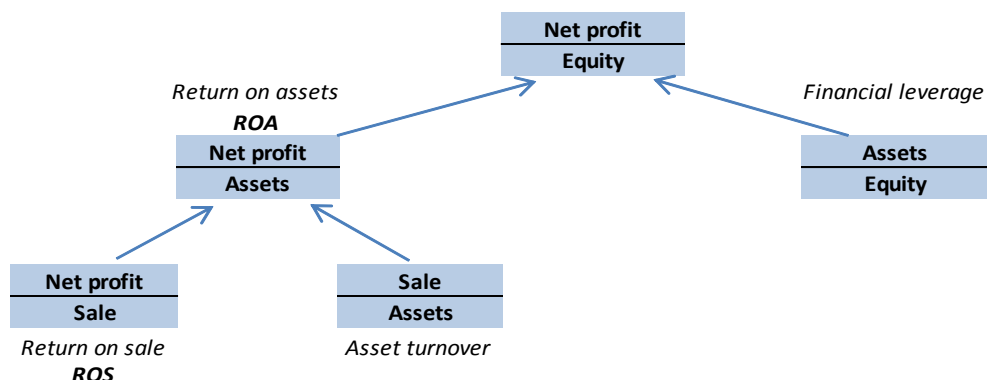 Net profit
Equity
Return on assets
ROA
Financial leverage
Net profit
Assets
Assets
Equity
Net profit
Sale
Sale
Assets
Return on sale
ROS
Asset turnover